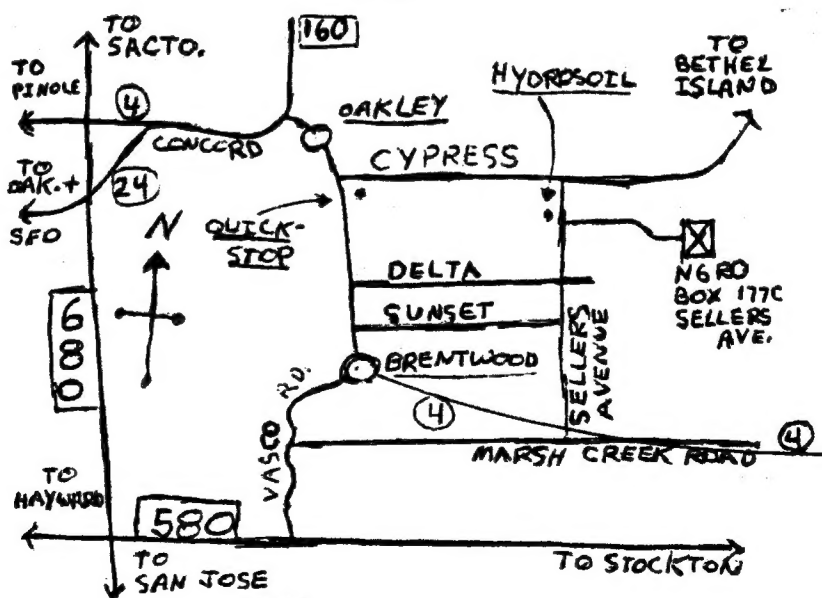 TO
SACTO.
160
TO
PINOLE
4
CONCORD
OAKLEY
HYDROSOIL
TO
BETHEL
ISLAND
CYPRESS
TO
OAK. +
SFO
24
N
QUICK-
STOP
DELTA
SUNSET
N6RO
BOX 177C
SELLERS
AVE.
680
BRENTWOOD
SELLERS
AVENUE
4
4
VASCO RD.
MARSH CREEK ROAD
TO
HAYWARD
580
TO
SAN JOSE
TO STOCKTON